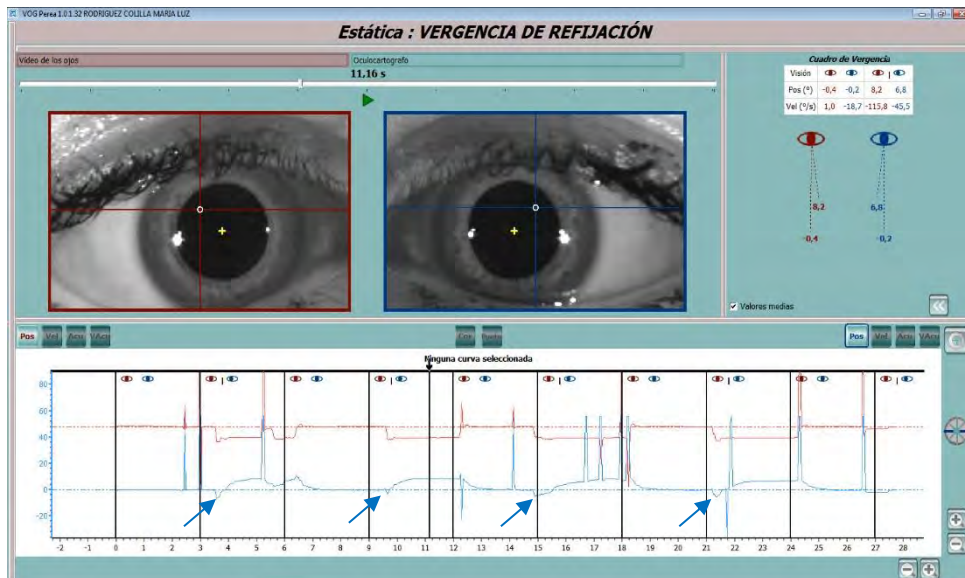 VOG Perea 1.0.1.32 RODRIGUEZ COLILLA MARIA LUZ
Estática : VERGENCIA DE REFIJACIÓN
Vídeo de los ojos
Oculocartografo
11,16 s
Cuadro de Vergencia
Visión
Pos (°) -0,4 -0,2 8,2 6,8
Vel (°/s) 1,0 -18,7 -115,8 -45,5
8,2 6,8
-0,4 -0,2
Valores medias
Pos Vel Acu VAcu
Pos Vel Acu VAcu
Ninguna curva seleccionada
80
60
40
20
0
-20
-2 -1 0 1 2 3 4 5 6 7 8 9 10 11 12 13 14 15 16 17 18 19 20 21 22 23 24 25 26 27 28